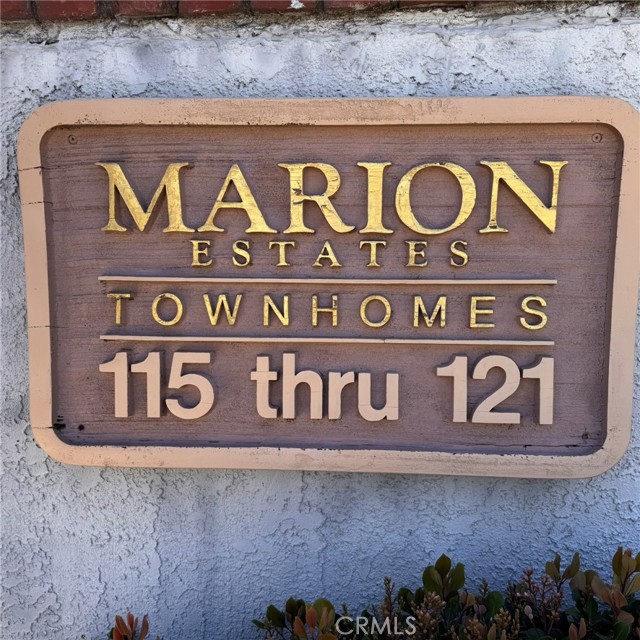 MARION
ESTATES
TOWNHOMES
115 thru 121
CRMLS